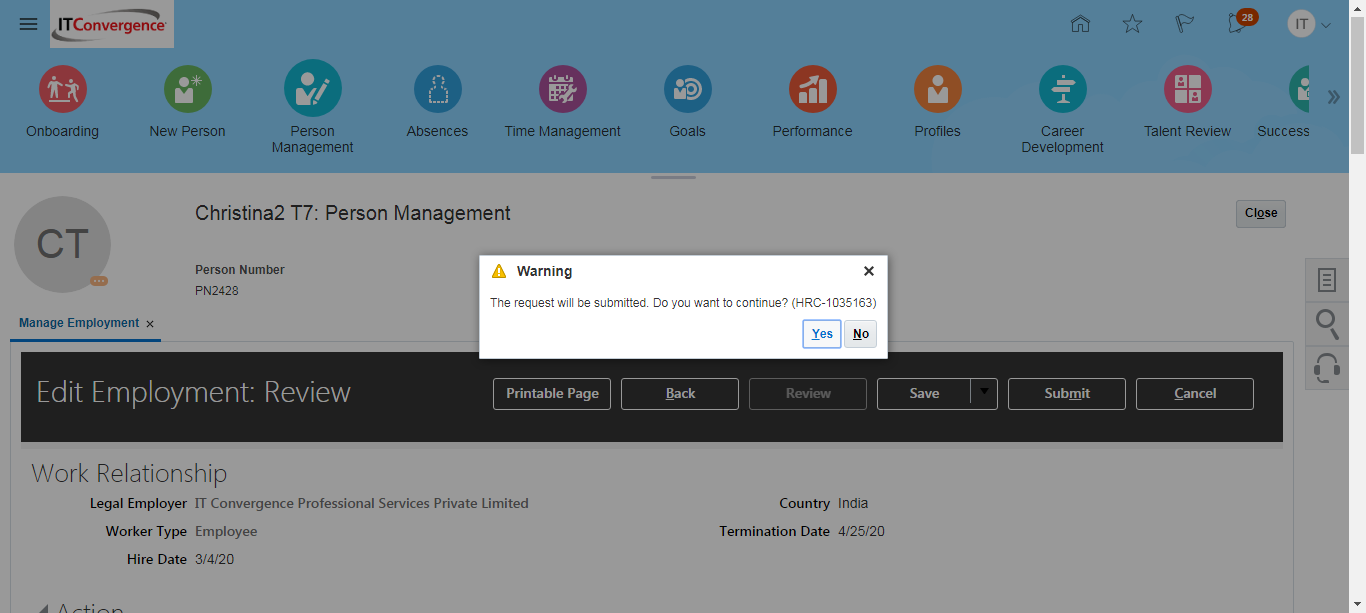 ITConvergence
28
IT
Onboarding
New Person
Person Management
Absences
Time Management
Goals
Performance
Profiles
Career Development
Talent Review
Success
CT
Christina2 T7: Person Management
Close
Person Number
PN2428
Manage Employment
Warning
The request will be submitted. Do you want to continue? (HRC-1035163)
Yes No
Edit Employment: Review
Printable Page Back Review Save Submit Cancel
Work Relationship
Legal Employer IT Convergence Professional Services Private Limited
Country India
Worker Type Employee
Termination Date 4/25/20
Hire Date 3/4/20
Action